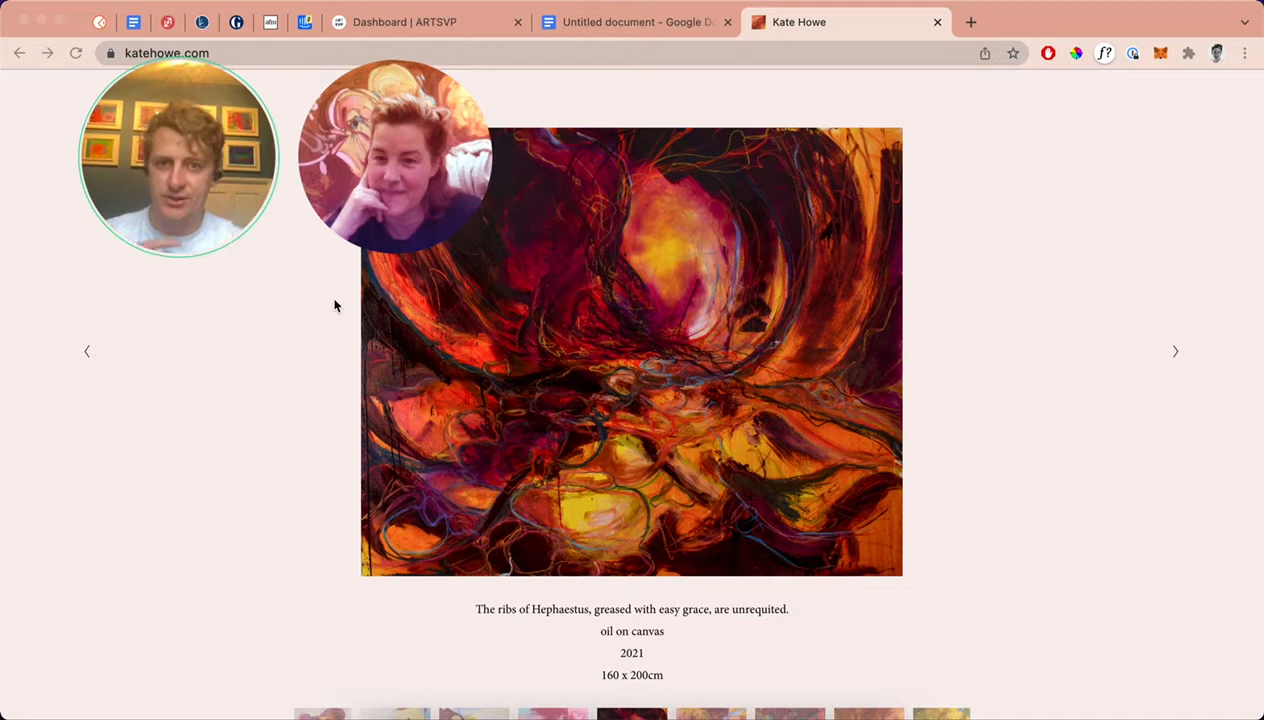 Dashboard | ARTSVP
Untitled document - Google Do
Kate Howe
katehowe.com
The ribs of Hephaestus, greased with easy grace, are unrequited.
oil on canvas
2021
160 x 200cm